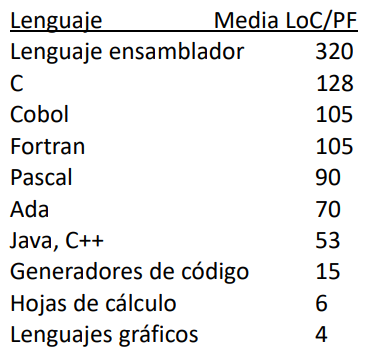 Lenguaje Media LoC/PF
Lenguaje ensamblador 320
C 128
Cobol 105
Fortran 105
Pascal 90
Ada 70
Java, C++ 53
Generadores de código 15
Hojas de cálculo 6
Lenguajes gráficos 4